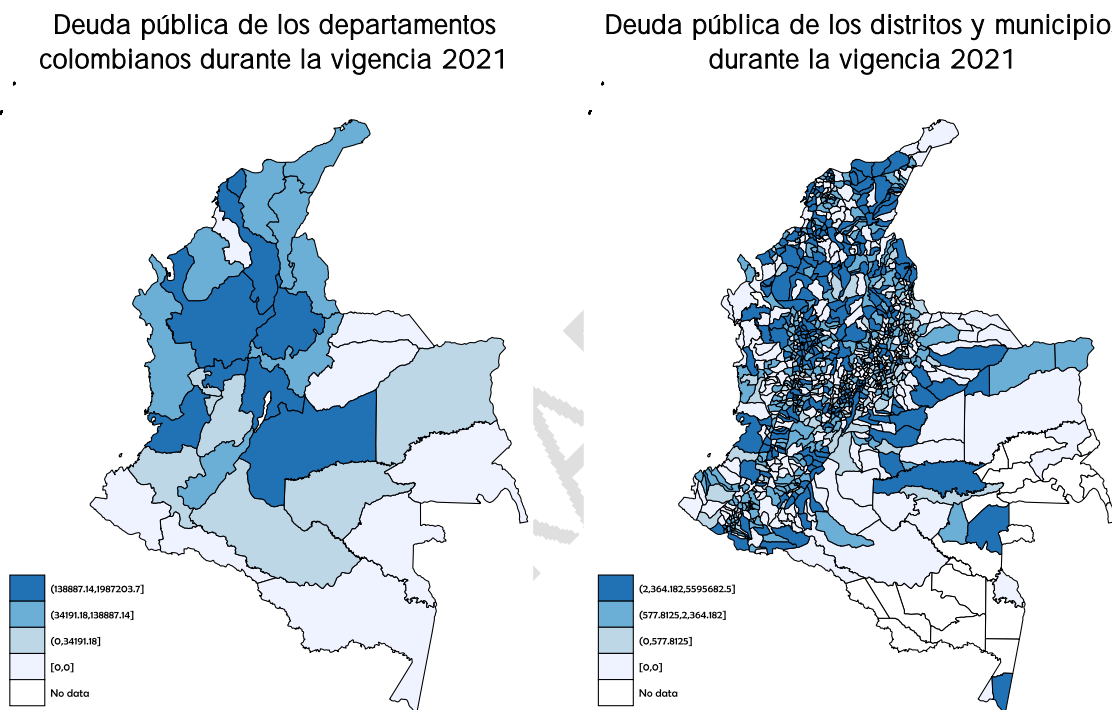 Deuda pública de los departamentos
colombianos durante la vigencia 2021
Deuda pública de los distritos y municipio
durante la vigencia 2021
(138887.14,1987203.7]
(34191.18,138887.14]
(0,34191.18]
[0,0]
No data
(2,364.182,5595682.5]
(577.8125,2,364.182]
(0,577.8125]
[0,0]
No data